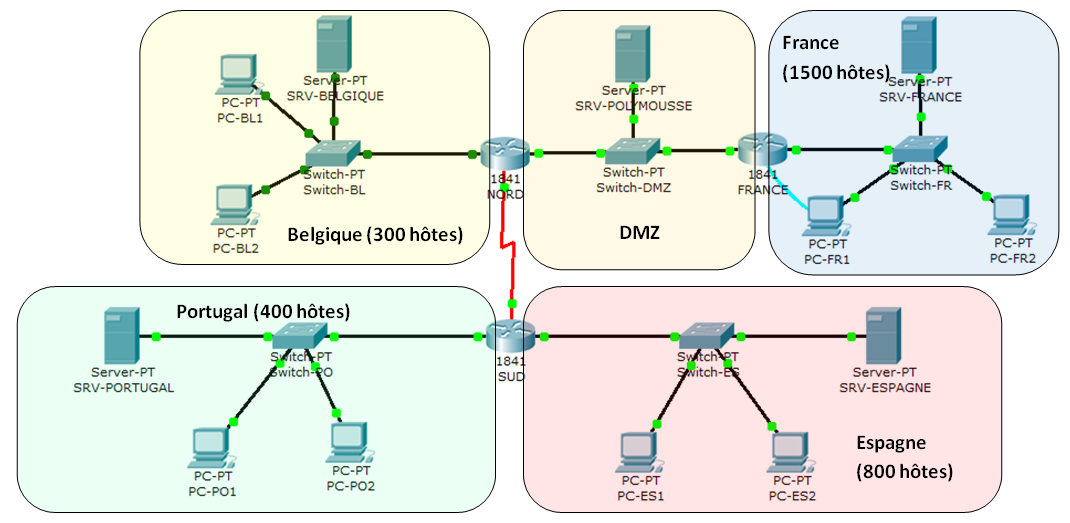 Server-PT
SRV-BELGIQUE
PC-PT
PC-BL1
Switch-PT
Switch-BL
PC-PT
PC-BL2
Belgique (300 hôtes)
1841
NORD
Server-PT
SRV-POLYMOUSSE
Switch-PT
Switch-DMZ
DMZ
1841
FRANCE
France
(1500 hôtes)
Server-PT
SRV-FRANCE
Switch-PT
Switch-FR
PC-PT
PC-FR1
PC-PT
PC-FR2
Portugal (400 hôtes)
Server-PT
SRV-PORTUGAL
Switch-PT
Switch-PO
PC-PT
PC-PO1
PC-PT
PC-PO2
1841
SUD
Switch-PT
Switch-ES
Server-PT
SRV-ESPAGNE
PC-PT
PC-ES1
PC-PT
PC-ES2
Espagne
(800 hôtes)